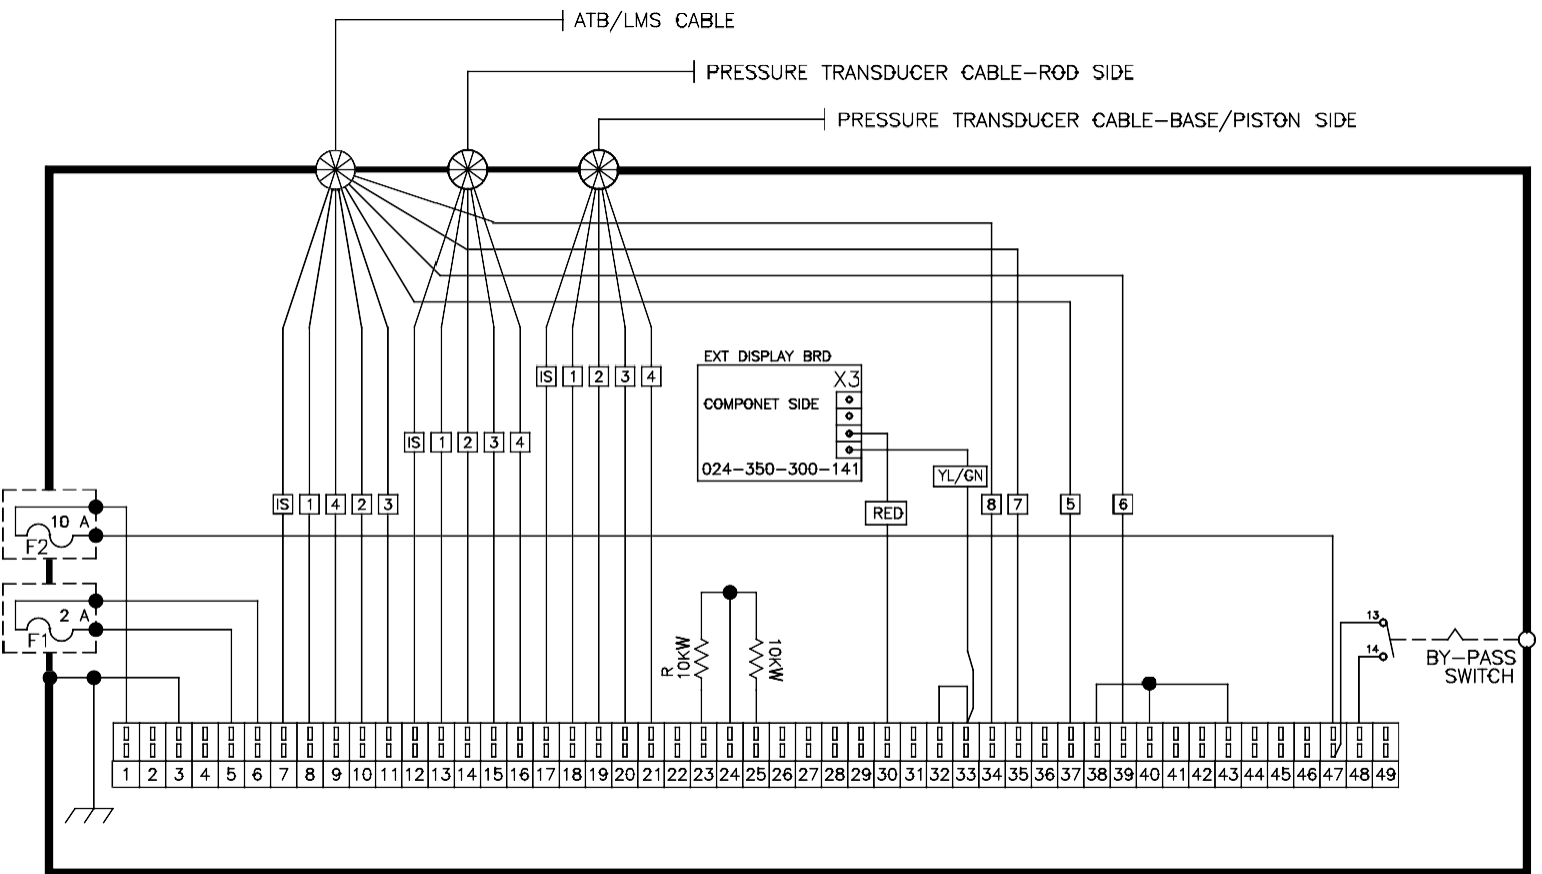 ATB/LMS CABLE
PRESSURE TRANSDUCER CABLE-ROD SIDE
PRESSURE TRANSDUCER CABLE-BASE/PISTON SIDE
EXT DISPLAY BRD
X3
COMPONET SIDE
024-350-300-141
IS 1 2 3 4
IS 1 2 3 4
YL/GN
RED
IS 1 4 2 3
8 7 5 6
10 A
F2
2 A
F1
R 10KW
10KW
13
14
BY-PASS
SWITCH
1 2 3 4 5 6 7 8 9 10 11 12 13 14 15 16 17 18 19 20 21 22 23 24 25 26 27 28 29 30 31 32 33 34 35 36 37 38 39 40 41 42 43 44 45 46 47 48 49